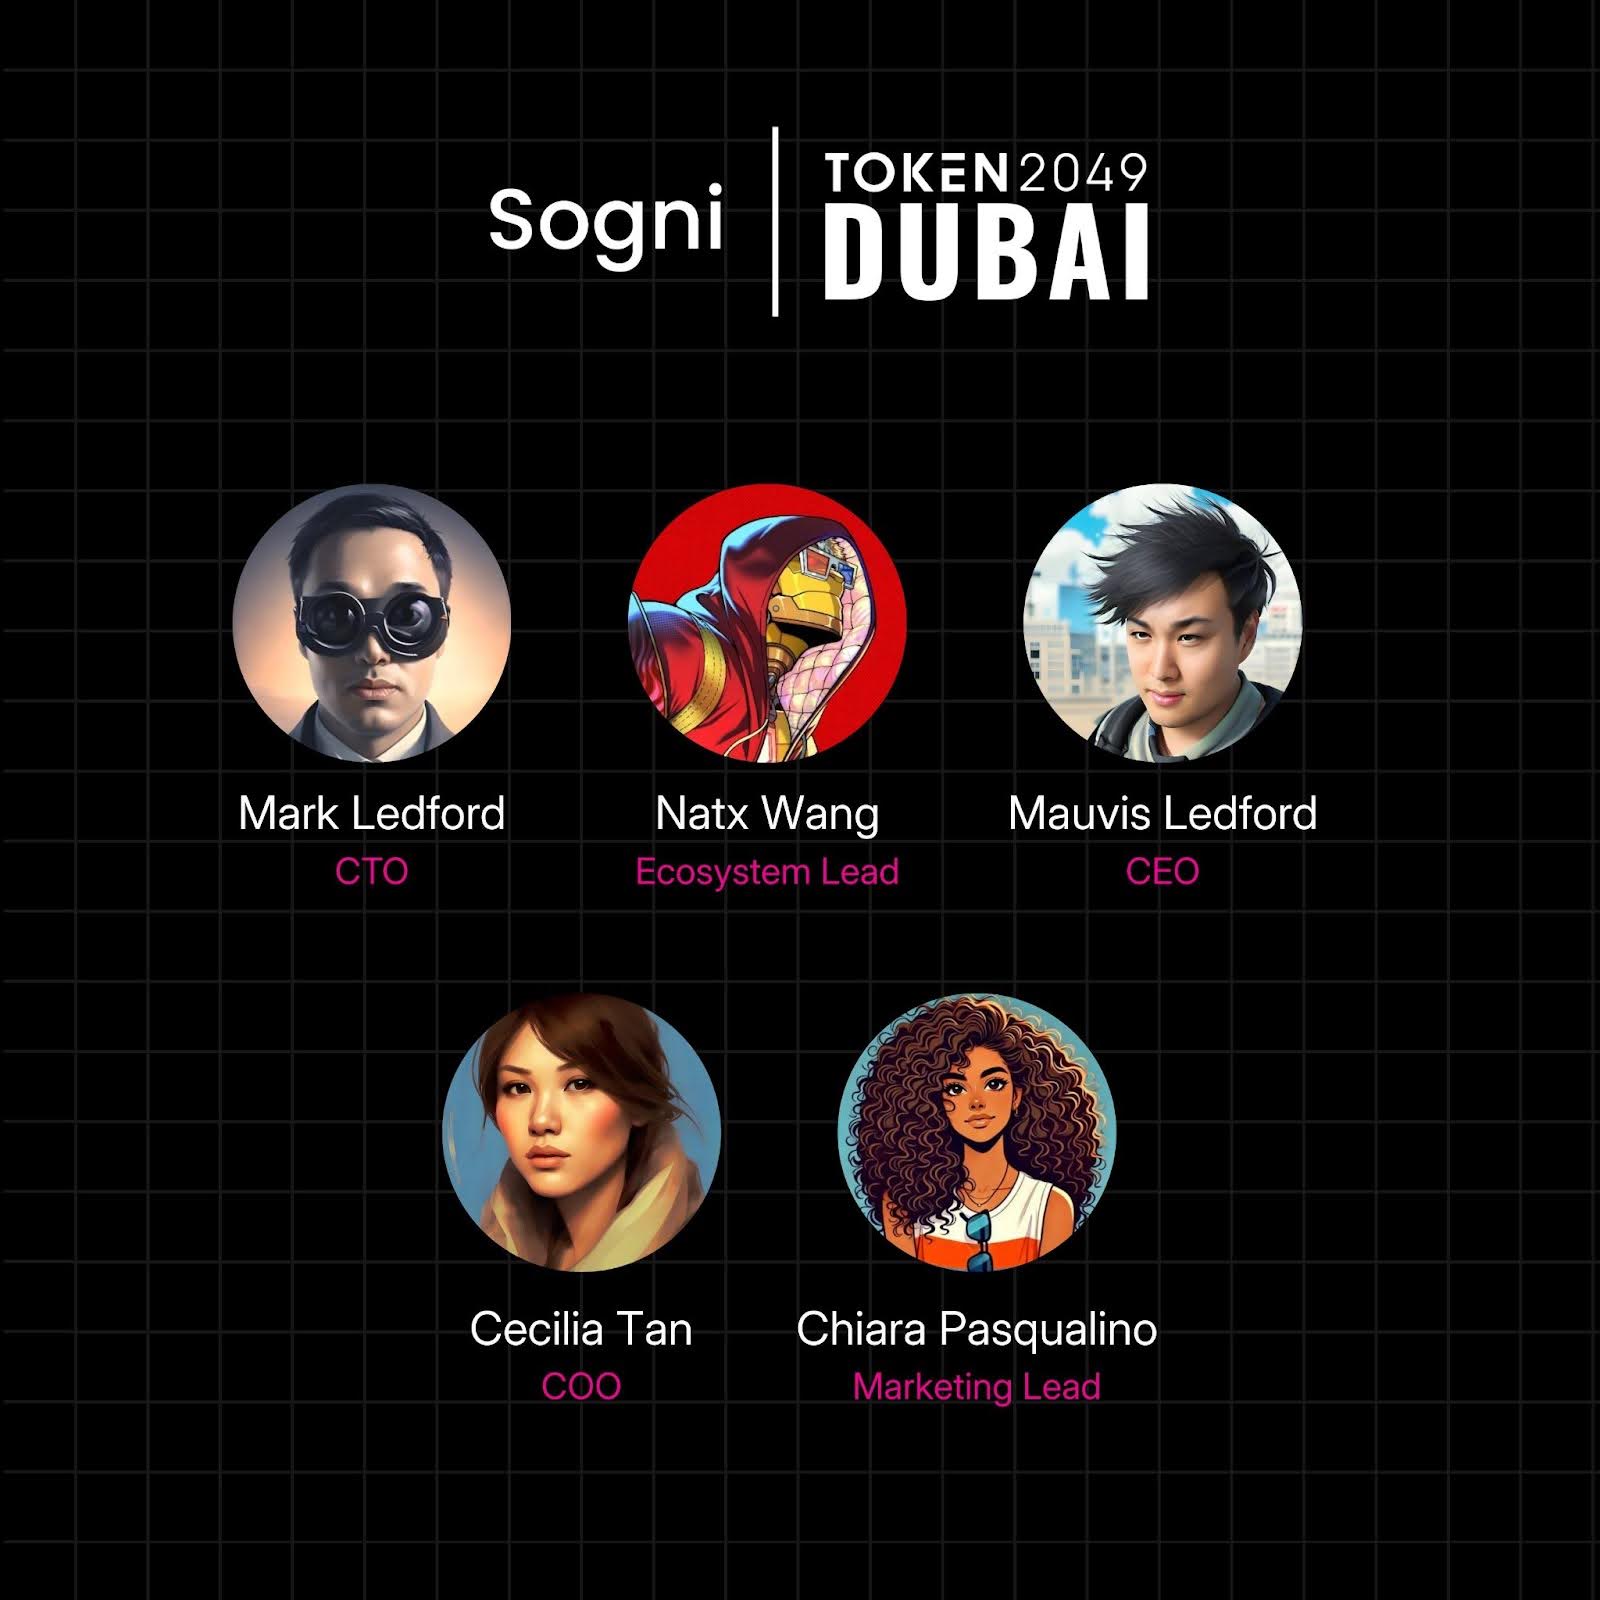 Sogni
TOKEN2049
DUBAI
Mark Ledford
CTO
Natx Wang
Ecosystem Lead
Mauvis Ledford
CEO
Cecilia Tan
COO
Chiara Pasqualino
Marketing Lead